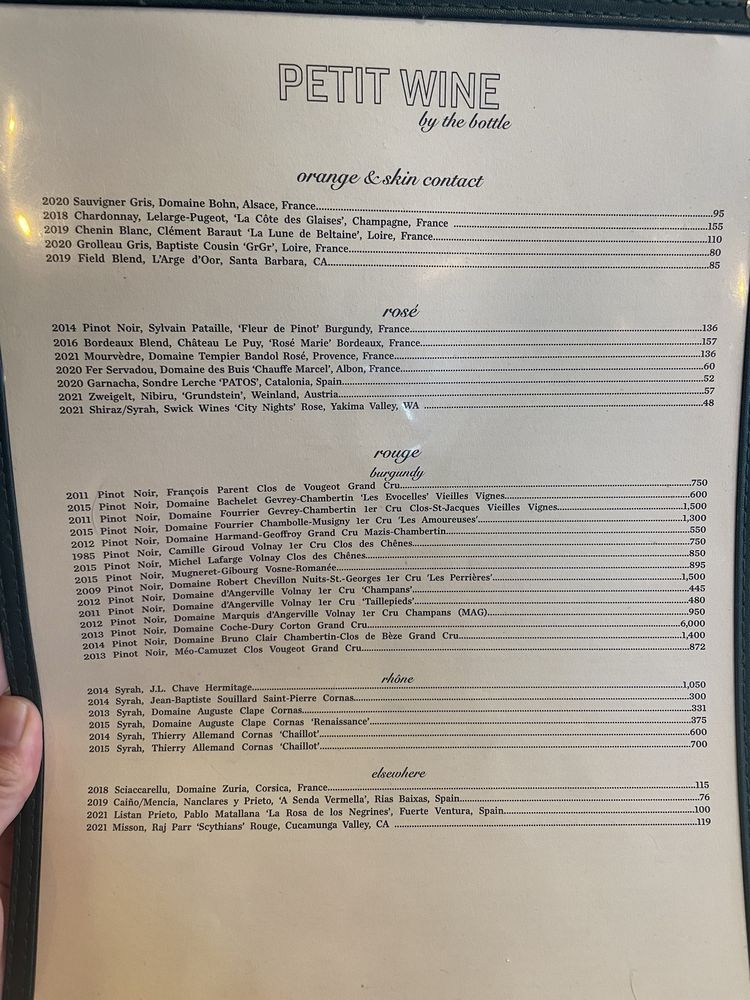 PETIT WINE
by the bottle
orange & skin contact
2020 Sauvigner Gris, Domaine Bohn, Alsace, France...95
2018 Chardonnay, Lelarge-Pugeot, ‘La Côte des Glaises’, Champagne, France ...155
2019 Chenin Blanc, Clément Baraut ‘La Lune de Beltaine’, Loire, France...110
2020 Grolleau Gris, Baptiste Cousin ‘GrGr’, Loire, France...80
2019 Field Blend, L’Arge d’Oor, Santa Barbara, CA...85
rosé
2014 Pinot Noir, Sylvain Pataille, ‘Fleur de Pinot’ Burgundy, France...136
2016 Bordeaux Blend, Château Le Puy, ‘Rosé Marie’ Bordeaux, France...157
2021 Mourvèdre, Domaine Tempier Bandol Rosé, Provence, France...136
2020 Fer Servadou, Domaine des Buis ‘Chauffe Marcel’, Albon, France...60
2020 Garnacha, Sondre Lerche ‘PATOS’, Catalonia, Spain...52
2021 Zweigelt, Nibiru, ‘Grundstein’, Weinland, Austria...57
2021 Shiraz/Syrah, Swick Wines ‘City Nights’ Rose, Yakima Valley, WA ...48
rouge
burgundy
2011 Pinot Noir, François Parent Clos de Vougeot Grand Cru...750
2015 Pinot Noir, Domaine Bachelet Gevrey-Chambertin ‘Les Evocelles’ Vieilles Vignes...600
2011 Pinot Noir, Domaine Fourrier Gevrey-Chambertin 1er Cru Clos-St-Jacques Vieilles Vignes...1,500
2015 Pinot Noir, Domaine Fourrier Chambolle-Musigny 1er Cru ‘Les Amoureuses’...1,300
2012 Pinot Noir, Domaine Harmand-Geoffroy Grand Cru Mazis-Chambertin...550
1985 Pinot Noir, Camille Giroud Volnay 1er Cru Clos des Chênes...750
2015 Pinot Noir, Michel Lafarge Volnay Clos des Chênes...850
2015 Pinot Noir, Mugneret-Gibourg Vosne-Romanée...895
2009 Pinot Noir, Domaine Robert Chevillon Nuits-St.-Georges 1er Cru ‘Les Perrières’...1,500
2012 Pinot Noir, Domaine d’Angerville Volnay 1er Cru ‘Champans’...445
2011 Pinot Noir, Domaine d’Angerville Volnay 1er Cru ‘Taillepieds’...480
2012 Pinot Noir, Domaine Marquis d’Angerville Volnay 1er Cru Champans (MAG)...950
2013 Pinot Noir, Domaine Coche-Dury Corton Grand Cru...6,000
2014 Pinot Noir, Domaine Bruno Clair Chambertin-Clos de Bèze Grand Cru...1,400
2013 Pinot Noir, Méo-Camuzet Clos Vougeot Grand Cru...872
rhône
2014 Syrah, J.L. Chave Hermitage...1,050
2014 Syrah, Jean-Baptiste Souillard Saint-Pierre Cornas...300
2013 Syrah, Domaine Auguste Clape Cornas...331
2015 Syrah, Domaine Auguste Clape Cornas ‘Renaissance’...375
2014 Syrah, Thierry Allemand Cornas ‘Chaillot’...600
2015 Syrah, Thierry Allemand Cornas ‘Chaillot’...700
elsewhere
2018 Sciaccarellu, Domaine Zuria, Corsica, France...115
2019 Caiño/Mencia, Nanclares y Prieto, ‘A Senda Vermella’, Rias Baixas, Spain...76
2021 Listan Prieto, Pablo Matallana ‘La Rosa de los Negrines’, Fuerte Ventura, Spain...100
2021 Misson, Raj Parr ‘Scythians’ Rouge, Cucamunga Valley, CA ...119